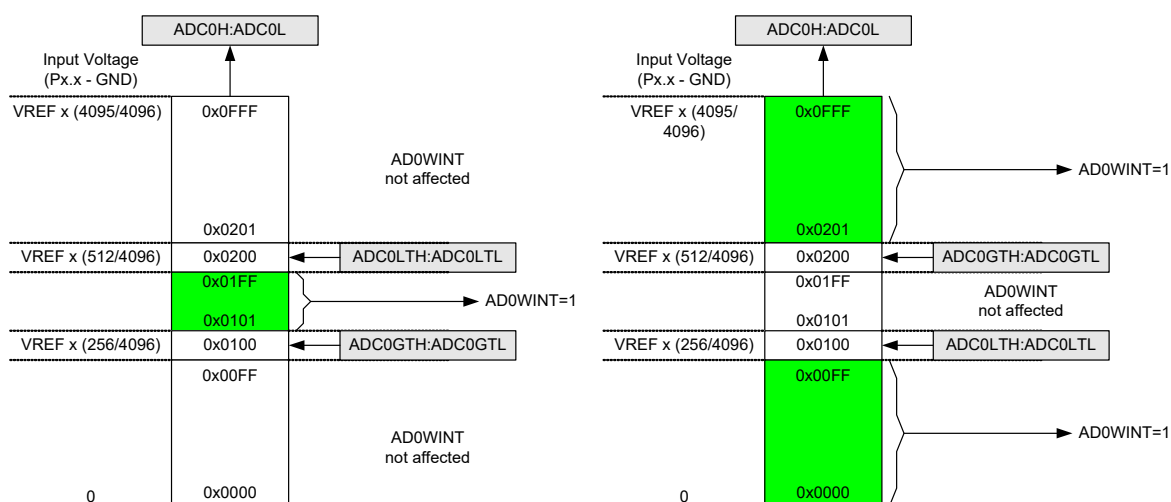 ADC0H:ADC0L
Input Voltage
(Px.x - GND)
VREF x (4095/4096)
0x0FFF
AD0WINT
not affected
0x0201
VREF x (512/4096)
0x0200
ADC0LTH:ADC0LTL
0x01FF
AD0WINT=1
0x0101
VREF x (256/4096)
0x0100
ADC0GTH:ADC0GTL
0x00FF
AD0WINT
not affected
0
0x0000
ADC0H:ADC0L
Input Voltage
(Px.x - GND)
VREF x (4095/
4096)
0x0FFF
AD0WINT=1
0x0201
VREF x (512/4096)
0x0200
ADC0GTH:ADC0GTL
0x01FF
AD0WINT
not affected
0x0101
VREF x (256/4096)
0x0100
ADC0LTH:ADC0LTL
0x00FF
AD0WINT=1
0
0x0000